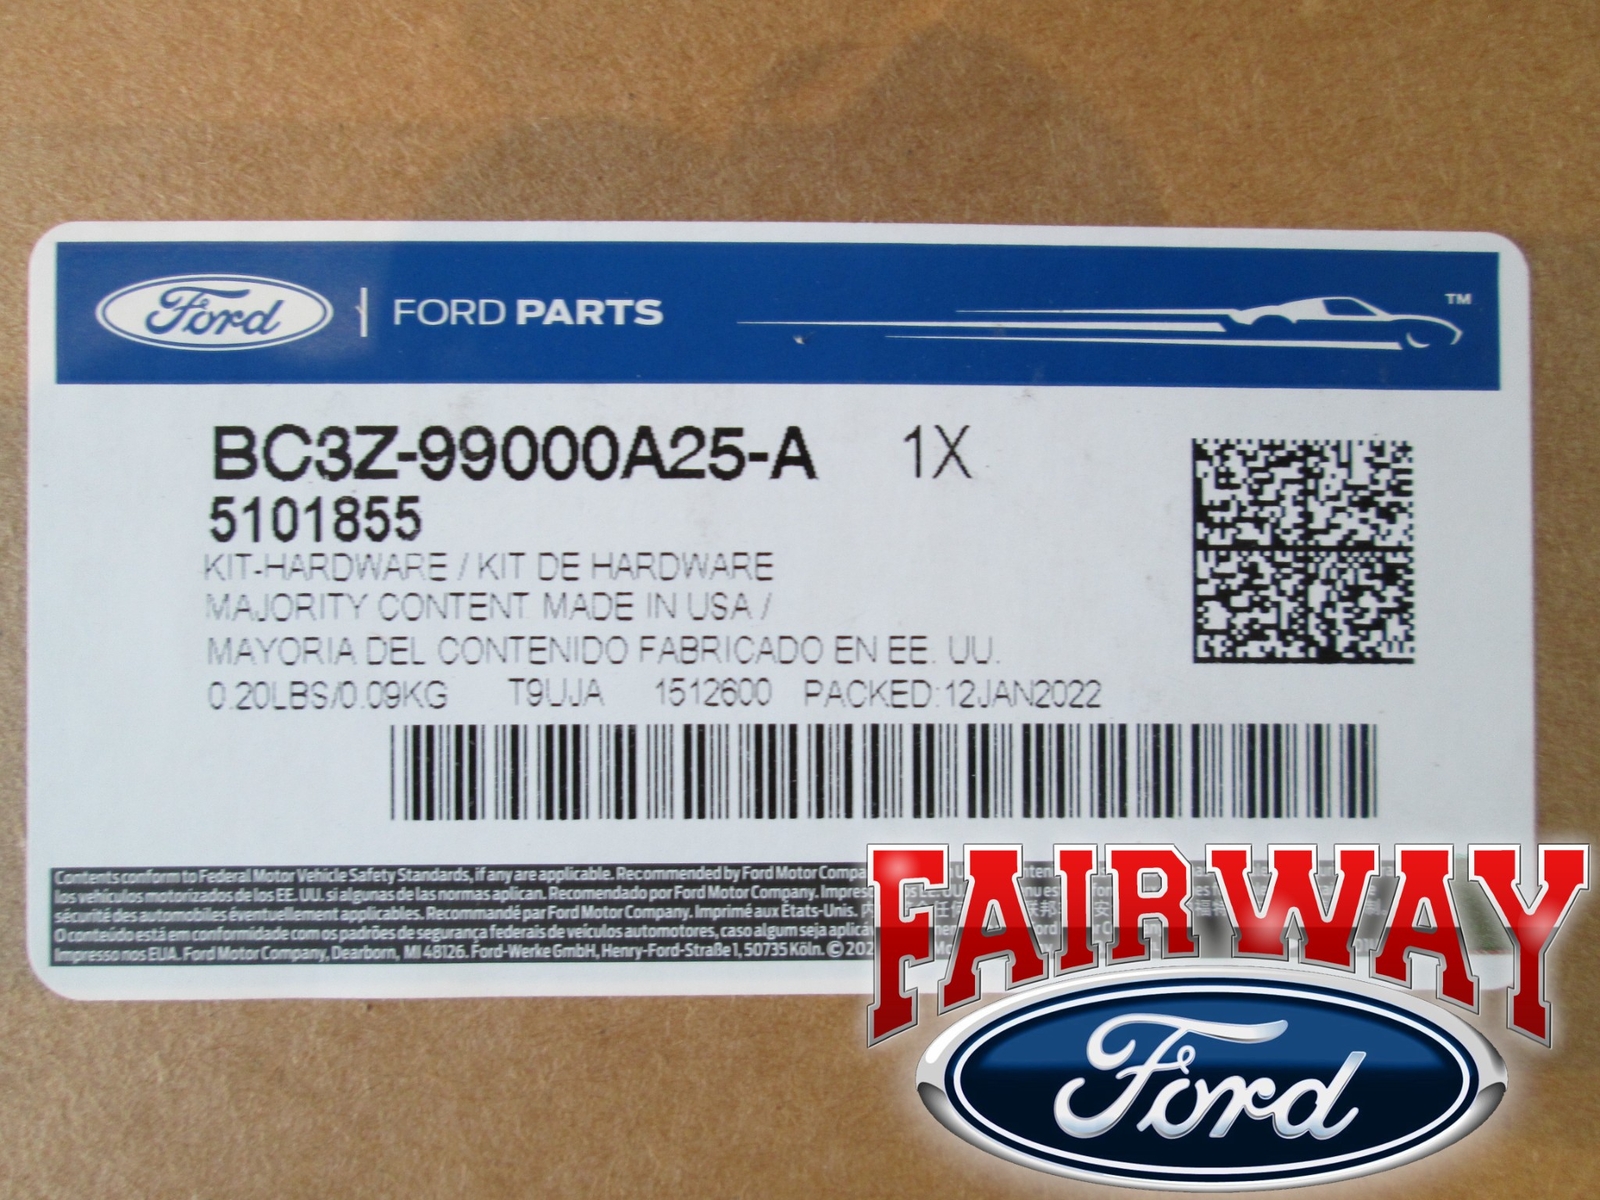 Ford | FORD PARTS TM
BC3Z-99000A25-A 1X
5101855
KIT-HARDWARE / KIT DE HARDWARE
MAJORITY CONTENT MADE IN USA /
MAYORIA DEL CONTENIDO FABRICADO EN EE. UU.
0.20LBS/0.09KG T9UJA 1512600 PACKED:12JAN2022
Contents conform to Federal Motor Vehicle Safety Standards, if any are applicable. Recommended by Ford Motor Compa
los vehículos motorizados de los EE. UU. si algunas de las normas aplican. Recomendado por Ford Motor Company. Impres
sécurité des automobiles éventuellement applicables. Recommandé par Ford Motor Company. Imprimé aux États-Unis.
O conteúdo está em conformidade com os padrões de segurança federais de veículos automotores, caso algum seja
Impresso nos EUA. Ford Motor Company, Dearborn, MI 48126. Ford-Werke GmbH, Henry-Ford-Straße 1, 50735 Köln. © 202
FAIRWAY
Ford